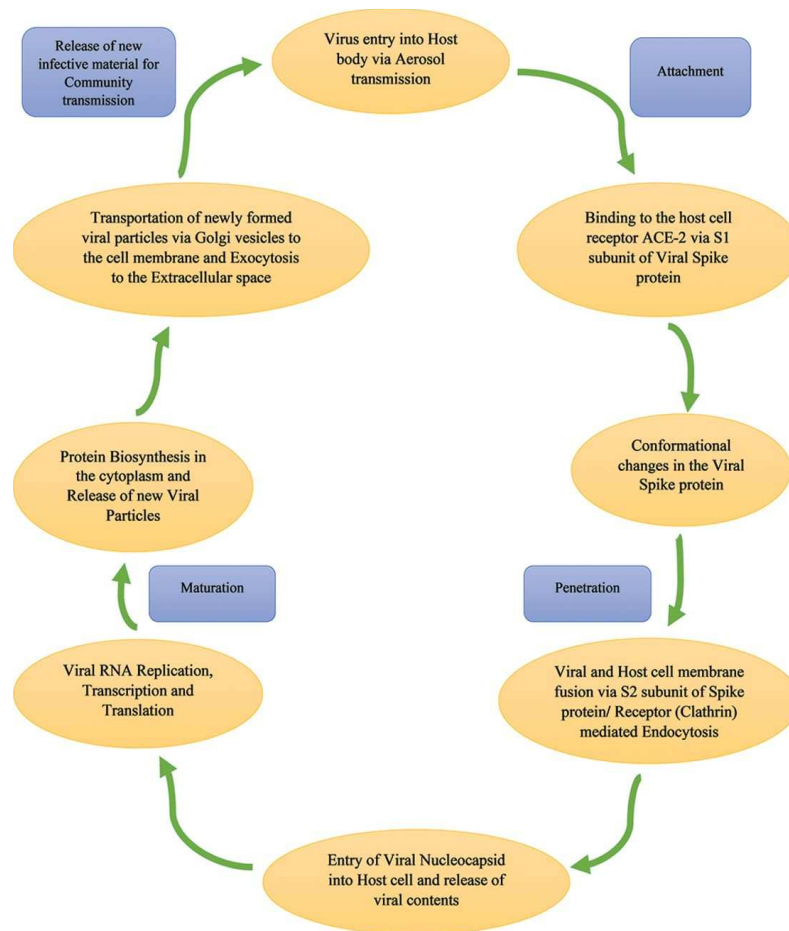 Virus entry into Host
body via Aerosol
transmission
Attachment
Binding to the host cell
receptor ACE-2 via S1
subunit of Viral Spike
protein
Conformational
changes in the Viral
Spike protein
Penetration
Viral and Host cell membrane
fusion via S2 subunit of Spike
protein/ Receptor (Clathrin)
mediated Endocytosis
Entry of Viral Nucleocapsid
into Host cell and release of
viral contents
Viral RNA Replication,
Transcription and
Translation
Maturation
Protein Biosynthesis in
the cytoplasm and
Release of new Viral
Particles
Transportation of newly formed
viral particles via Golgi vesicles to
the cell membrane and Exocytosis
to the Extracellular space
Release of new
infective material for
Community
transmission